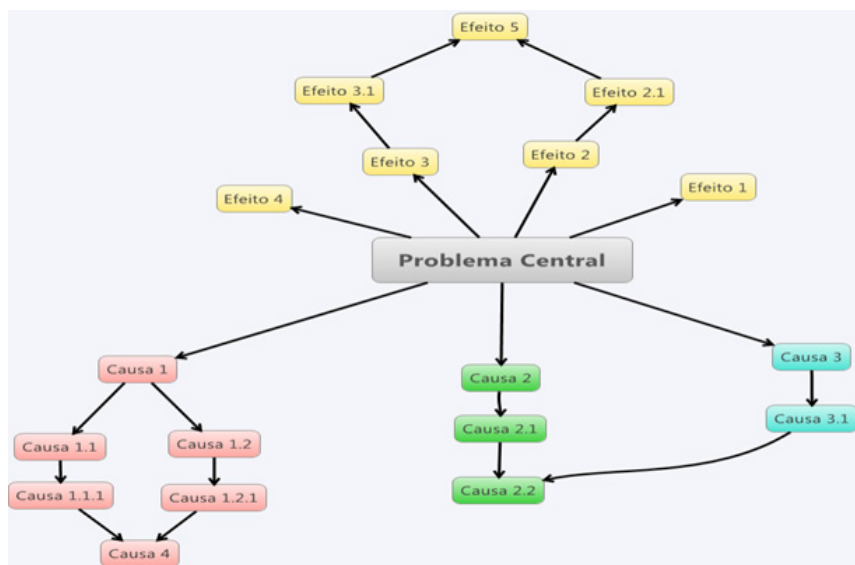 Efeito 5
Efeito 3.1
Efeito 2.1
Efeito 3
Efeito 2
Efeito 4
Efeito 1
Problema Central
Causa 1
Causa 2
Causa 3
Causa 1.1
Causa 1.2
Causa 2.1
Causa 3.1
Causa 1.1.1
Causa 1.2.1
Causa 2.2
Causa 4